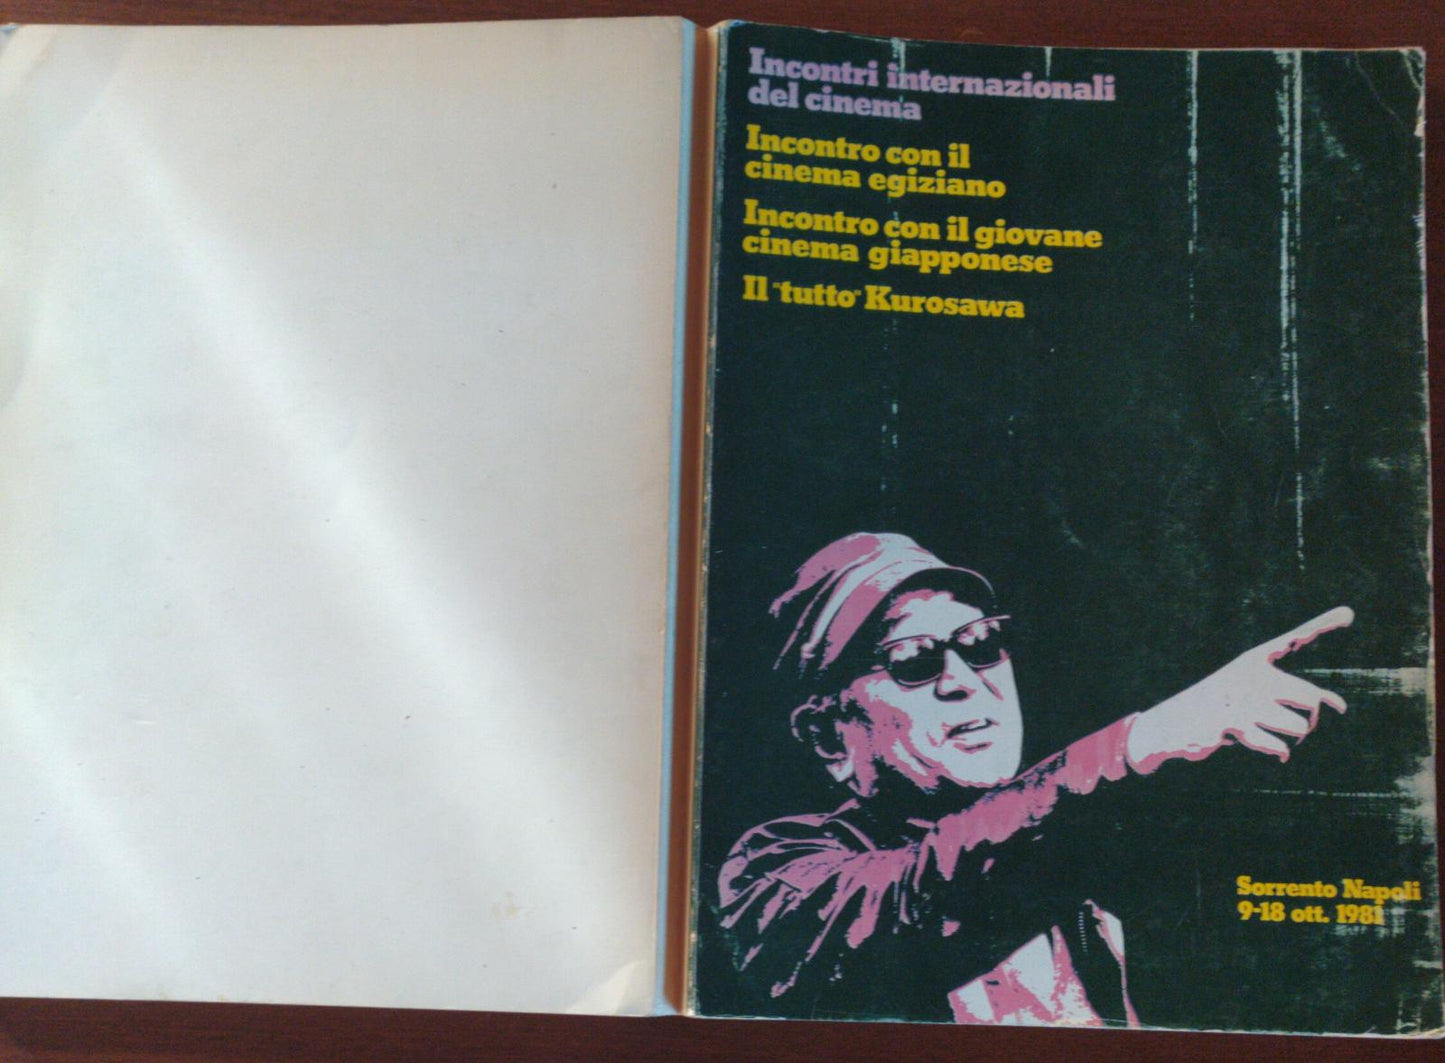 Incontri internazionali
del cinema
Incontro con il
cinema egiziano
Incontro con il giovane
cinema giapponese
Il "tutto" Kurosawa
Sorrento Napoli
9-18 ott. 1981